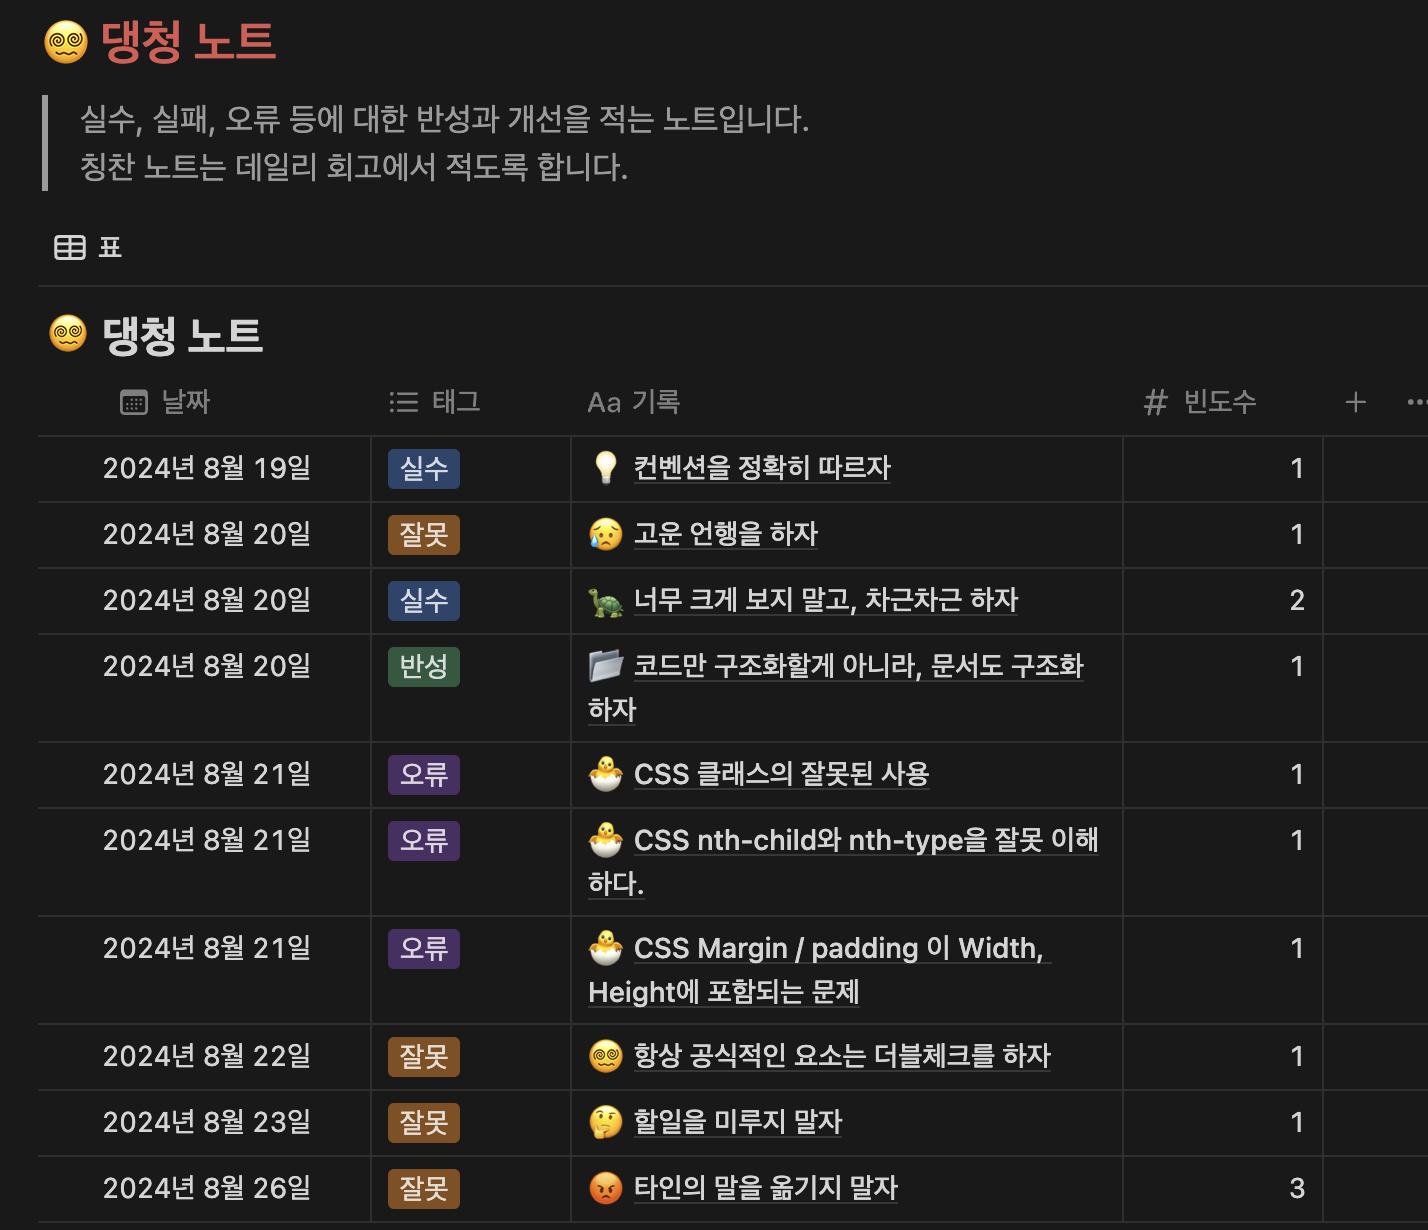 댕청 노트
실수, 실패, 오류 등에 대한 반성과 개선을 적는 노트입니다.
칭찬 노트는 데일리 회고에서 적도록 합니다.
표
댕청 노트
날짜 태그 Aa 기록 # 빈도수 + •••
2024년 8월 19일 실수 💡 컨벤션을 정확히 따르자 1
2024년 8월 20일 잘못 😥 고운 언행을 하자 1
2024년 8월 20일 실수 🐢 너무 크게 보지 말고, 차근차근 하자 2
2024년 8월 20일 반성 📂 코드만 구조화할게 아니라, 문서도 구조화 1
하자
2024년 8월 21일 오류 🐣 CSS 클래스의 잘못된 사용 1
2024년 8월 21일 오류 🐣 CSS nth-child와 nth-type을 잘못 이해 1
하다.
2024년 8월 21일 오류 🐣 CSS Margin / padding 이 Width, 1
Height에 포함되는 문제
2024년 8월 22일 잘못 😵‍💫 항상 공식적인 요소는 더블체크를 하자 1
2024년 8월 23일 잘못 🤔 할일을 미루지 말자 1
2024년 8월 26일 잘못 😡 타인의 말을 옮기지 말자 3